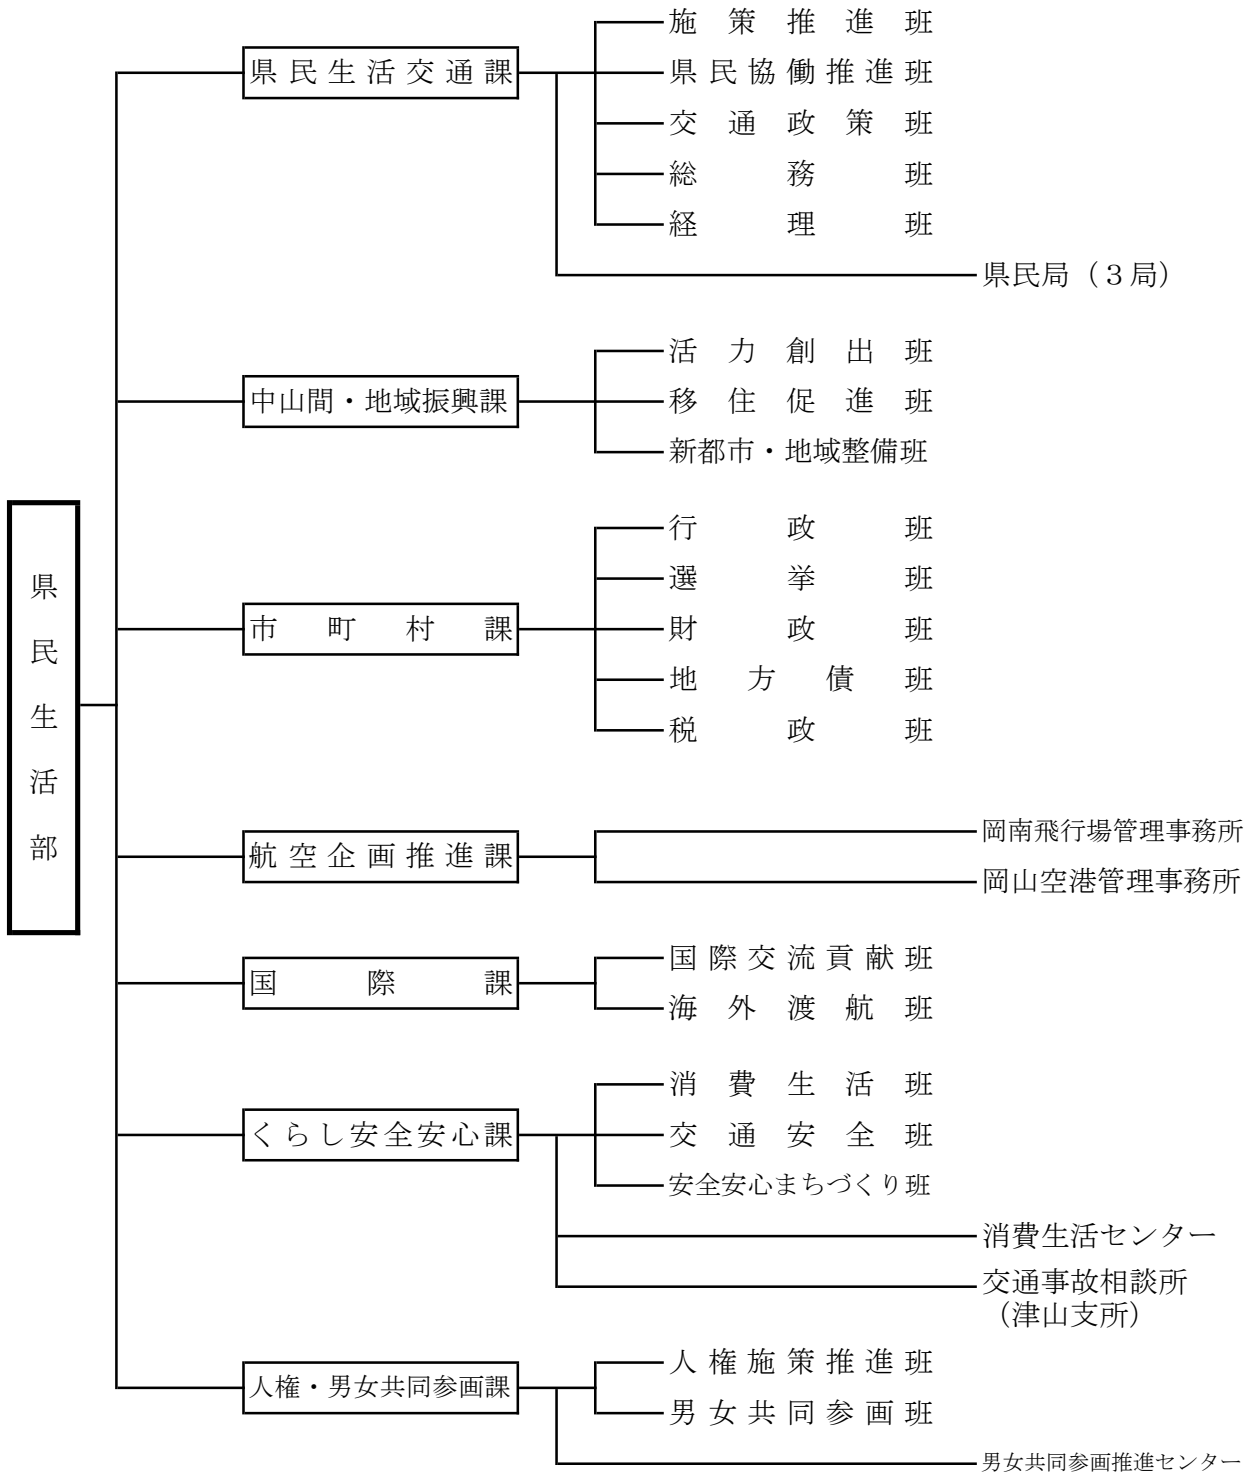 県民生活部
県民生活交通課
施策推進班
県民協働推進班
交通政策班
総務班
経理班
県民局（３局）
中山間・地域振興課
活力創出班
移住促進班
新都市・地域整備班
市町村課
行政班
選挙班
財政班
地方債班
税政班
航空企画推進課
岡南飛行場管理事務所
岡山空港管理事務所
国際課
国際交流貢献班
海外渡航班
くらし安全安心課
消費生活班
交通安全班
安全安心まちづくり班
消費生活センター
交通事故相談所
（津山支所）
人権・男女共同参画課
人権施策推進班
男女共同参画班
男女共同参画推進センター